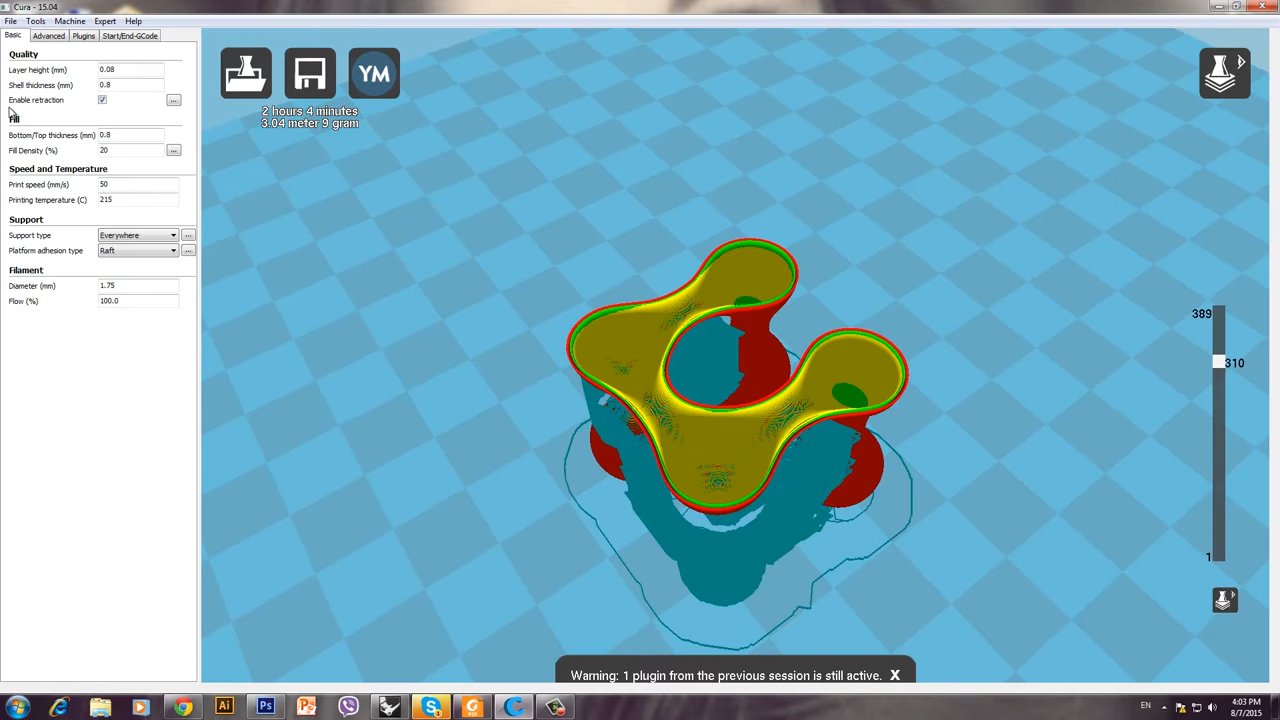 Cura - 15.04
File Tools Machine Expert Help
Basic Advanced Plugins Start/End-GCode
Quality
Layer height (mm) 0.08
Shell thickness (mm) 0.8
Enable retraction ...
Fill
Bottom/Top thickness (mm) 0.8
Fill Density (%) 20 ...
Speed and Temperature
Print speed (mm/s) 50
Printing temperature (C) 215
Support
Support type Everywhere ...
Platform adhesion type Raft ...
Filament
Diameter (mm) 1.75
Flow (%) 100.0
YM
2 hours 4 minutes
3.04 meter 9 gram
389
310
1
Warning: 1 plugin from the previous session is still active. X
Ai Ps P S C
EN 4:03 PM
8/7/2015